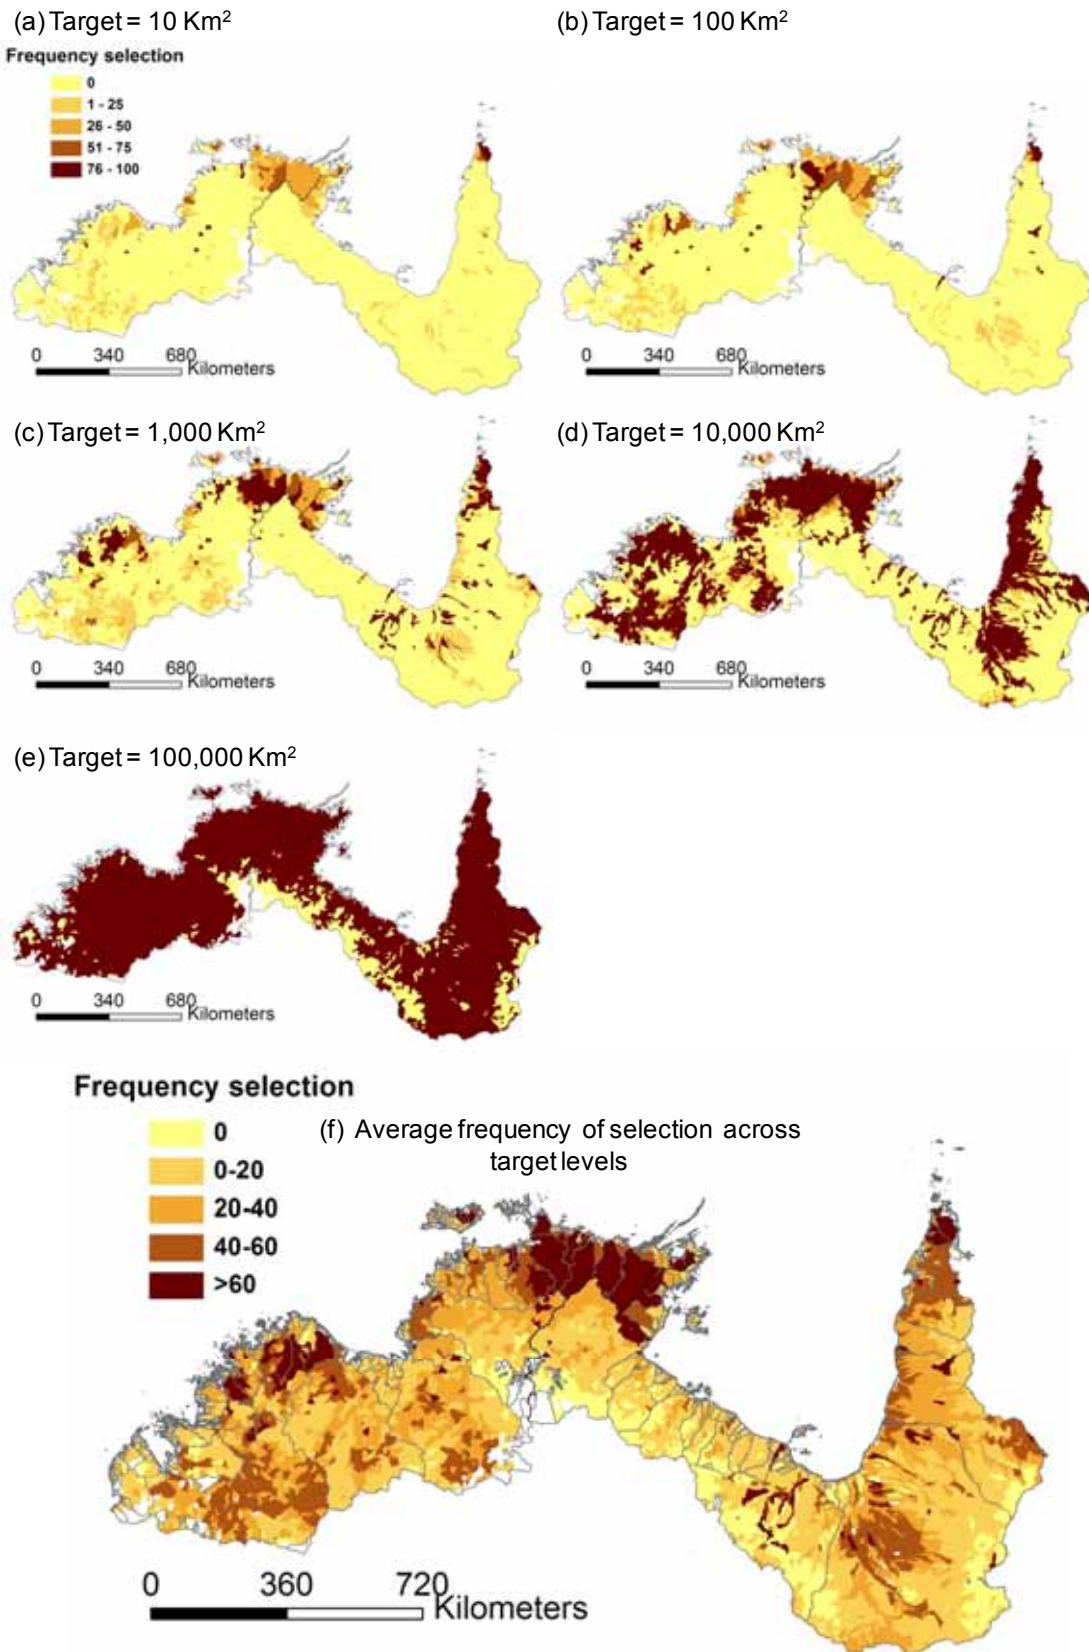 (a) Target = 10 Km²
(b) Target = 100 Km²
Frequency selection
0
1 - 25
26 - 50
51 - 75
76 - 100
0 340 680 Kilometers
0 340 680 Kilometers
(c) Target = 1,000 Km²
(d) Target = 10,000 Km²
0 340 680 Kilometers
0 340 680 Kilometers
(e) Target = 100,000 Km²
0 340 680 Kilometers
Frequency selection
0
0-20
20-40
40-60
>60
(f) Average frequency of selection across
target levels
0 360 720 Kilometers